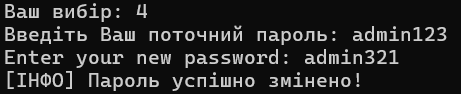 Ваш вибір: 4
Введіть Ваш поточний пароль: admin123
Enter your new password: admin321
[ІНФО] Пароль успішно змінено!